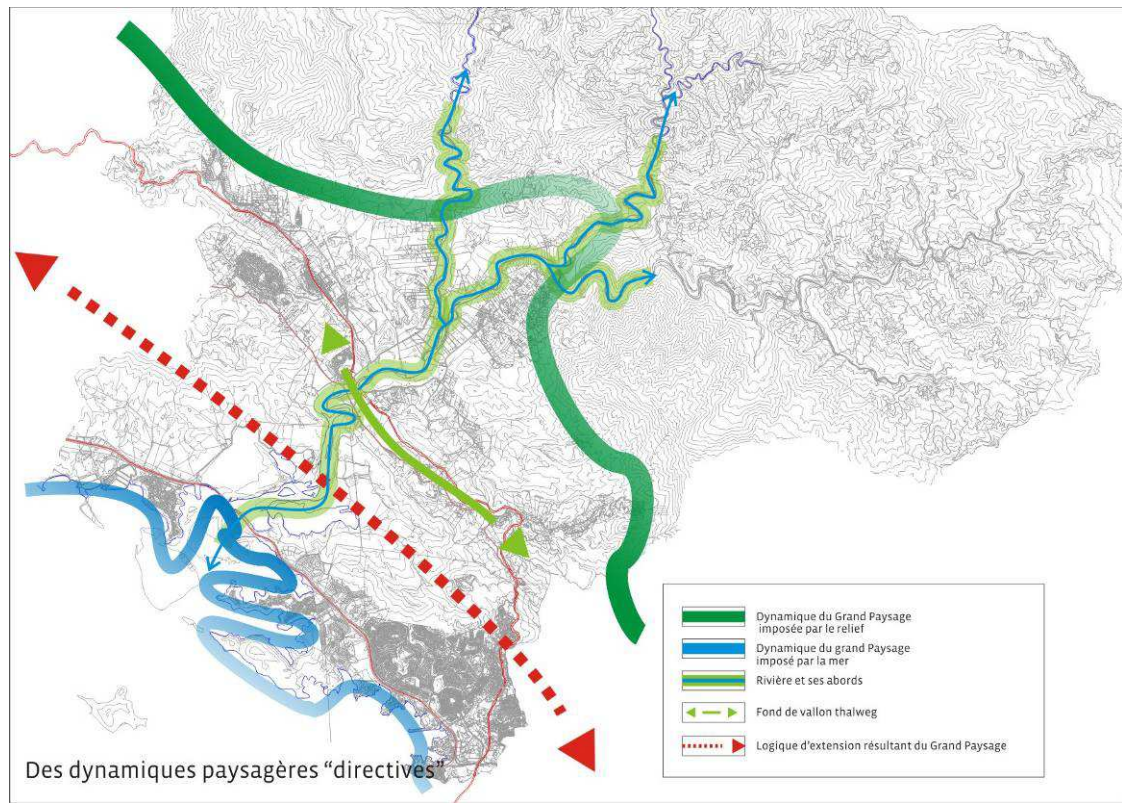 Dynamique du Grand Paysage
imposée par le relief
Dynamique du grand Paysage
imposé par la mer
Rivière et ses abords
Fond de vallon thalweg
Logique d'extension résultant du Grand Paysage
Des dynamiques paysagères "directives"